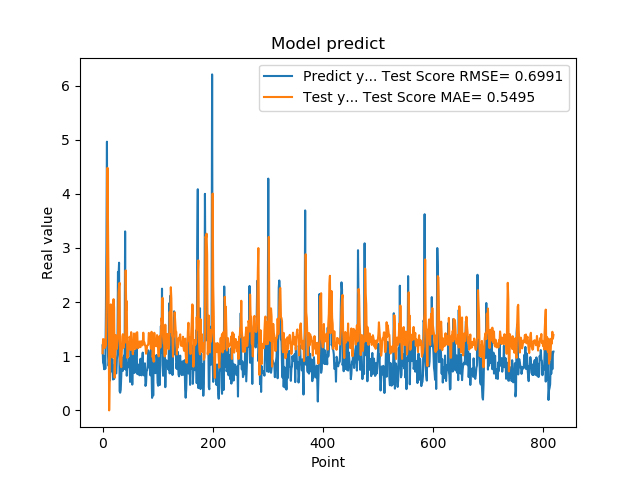 Model predict
Predict y... Test Score RMSE= 0.6991
Test y... Test Score MAE= 0.5495
Real value
6
5
4
3
2
1
0
0 200 400 600 800
Point